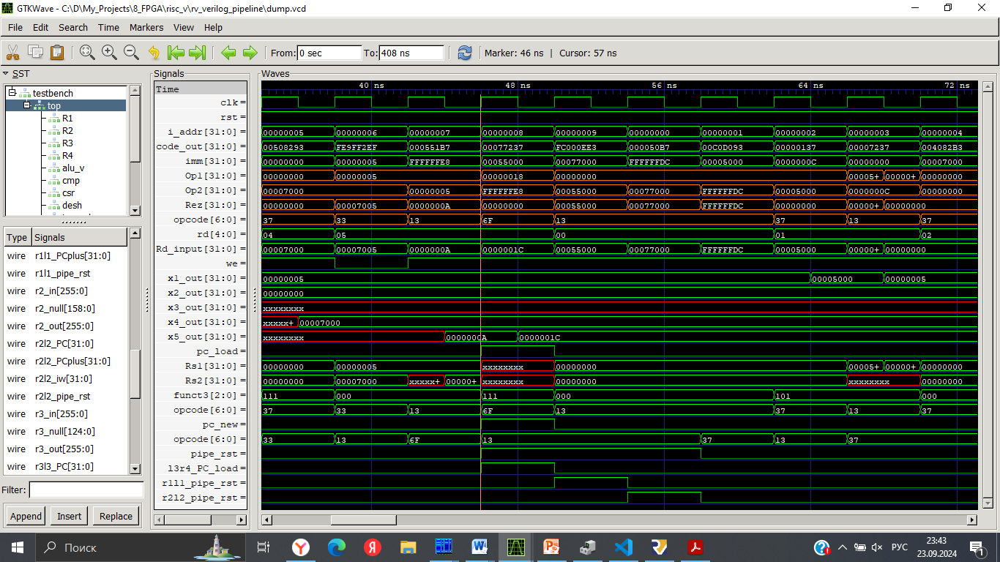 GTKWave - C:\D\My_Projects\8_FPGA\risc_v\rv_verilog_pipeline\dump.vcd
File Edit Search Time Markers View Help
From: 0 sec To: 408 ns Marker: 46 ns | Cursor: 57 ns
SST
testbench
top
R1
R2
R3
R4
alu_v
cmp
csr
desh
Type Signals
wire r1l1_PCplus[31:0]
wire r1l1_pipe_rst
wire r2_in[255:0]
wire r2_null[158:0]
wire r2_out[255:0]
wire r2l2_PC[31:0]
wire r2l2_PCplus[31:0]
wire r2l2_iw[31:0]
wire r2l2_pipe_rst
wire r3_in[255:0]
wire r3_null[124:0]
wire r3_out[255:0]
wire r3l3_PC[31:0]
Filter:
Append Insert Replace
Signals Waves
Time 40 ns 48 ns 56 ns 64 ns 72 ns
clk =
rst =
i_addr[31:0] = 00000005 00000006 00000007 00000008 00000009 00000000 00000001 00000002 00000003 00000004
code_out[31:0] = 00508293 FE9FF2EF 000551B7 00077237 FC000EE3 000050B7 00C0D093 00000137 00007237 004082B3
imm[31:0] = 00000000 00000005 FFFFFFE8 00055000 00077000 FFFFFFDC 00005000 0000000C 00000000 00007000
Op1[31:0] = 00000000 00000005 00000018 00000000 00005+ 00000+ 00000000
Op2[31:0] = 00007000 00000005 FFFFFFE8 00055000 00077000 FFFFFFDC 00005000 0000000C 00000000
Rez[31:0] = 00000000 00007005 0000000A 00000000 00055000 00077000 FFFFFFDC 00005000 00000+ 00000000
opcode[6:0] = 37 33 13 6F 13 37 13 37
rd[4:0] = 04 05 00 01 02
Rd_input[31:0] = 00007000 00007005 0000000A 0000001C 00055000 00077000 FFFFFFDC 00005000 00000+ 00000000
we =
x1_out[31:0] = 00000005 00005000 00000005
x2_out[31:0] = 00000000
x3_out[31:0] = xxxxxxxx
x4_out[31:0] = xxxxx+ 00007000
x5_out[31:0] = xxxxxxxx 0000000A 0000001C
pc_load =
Rs1[31:0] = 00000000 00000005 xxxxxxxx 00000000 00005+ 00000+ 00000000
Rs2[31:0] = 00000000 00007000 xxxxx+ 00000+ xxxxxxxx 00000000 xxxxxxxx 00000000
funct3[2:0] = 111 000 111 000 101 000
opcode[6:0] = 37 33 13 6F 13 37 13 37
pc_new =
opcode[6:0] = 33 13 6F 13 37 13 37
pipe_rst =
l3r4_PC_load =
r1l1_pipe_rst =
r2l2_pipe_rst =
Поиск
РУС
23:43
23.09.2024
1